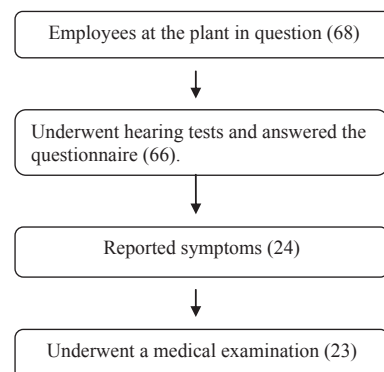 Employees at the plant in question (68)
Underwent hearing tests and answered the
questionnaire (66).
Reported symptoms (24)
Underwent a medical examination (23)